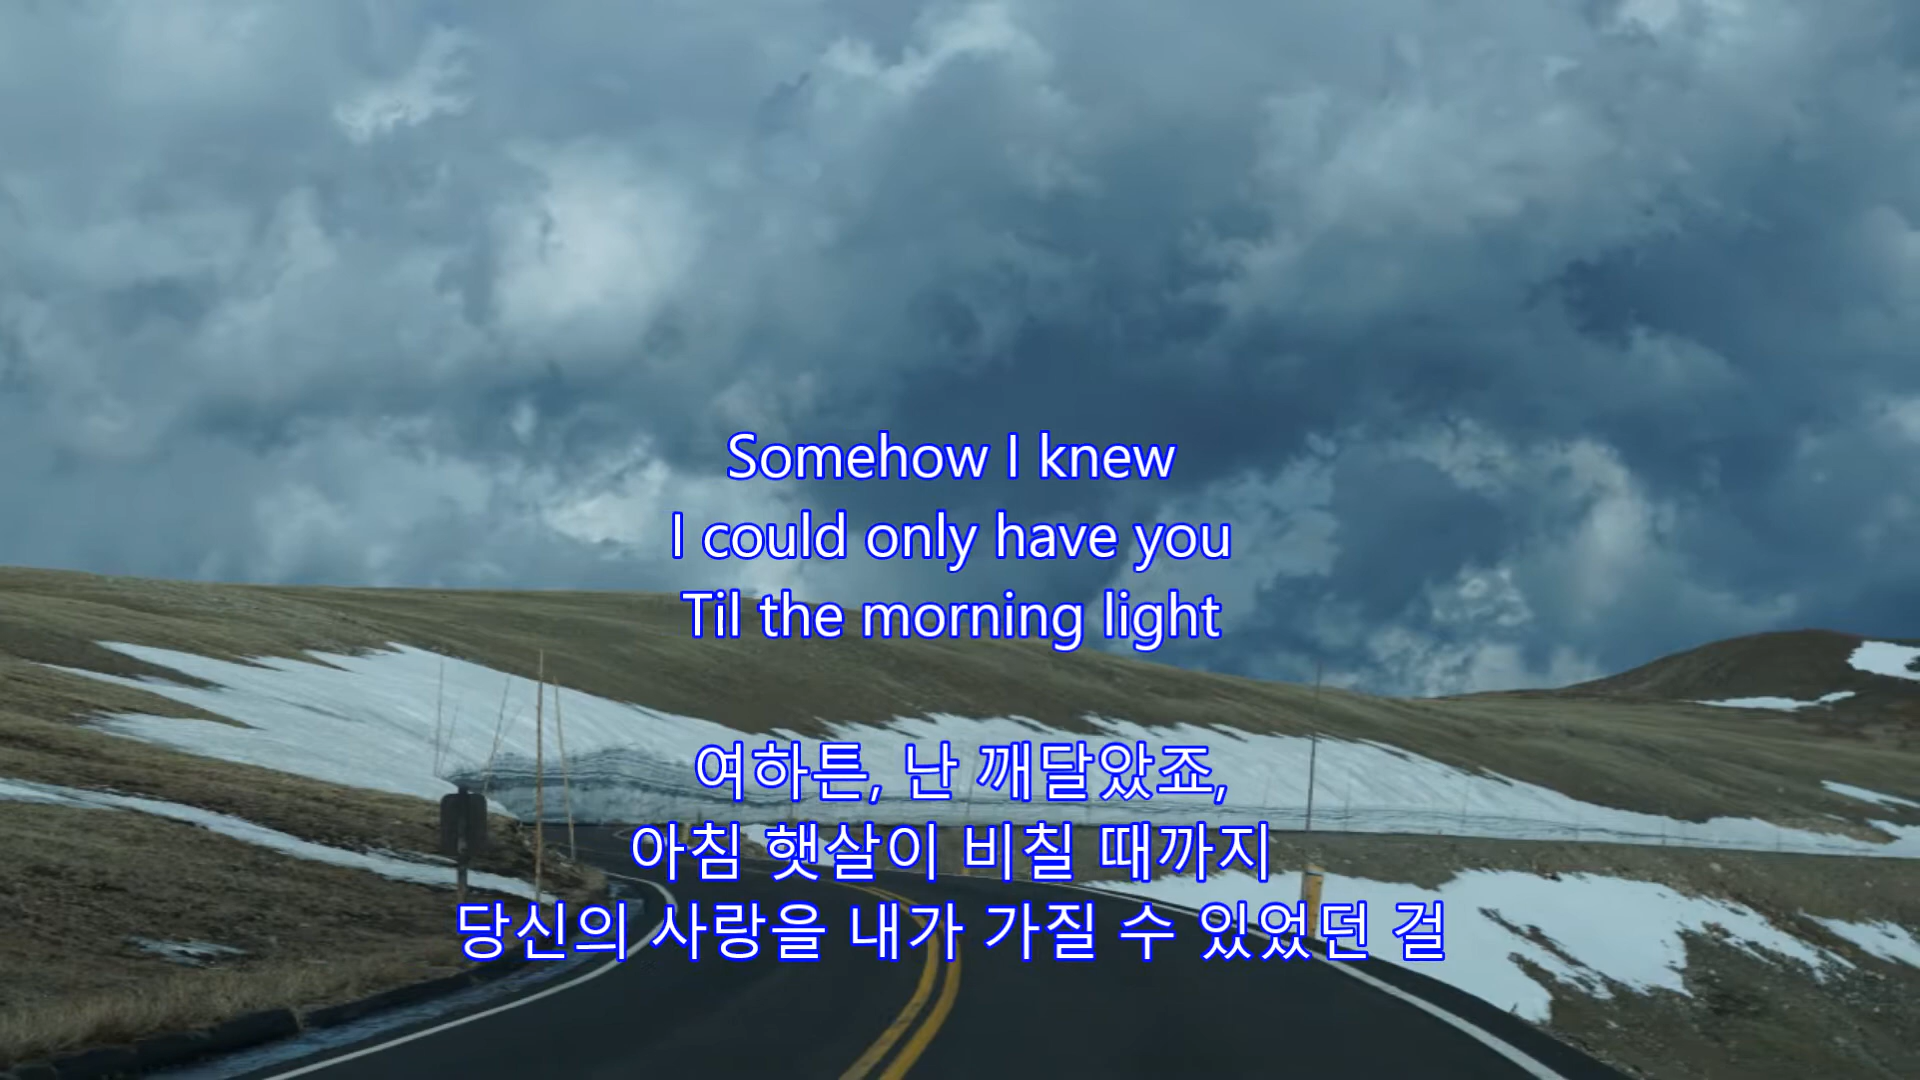 Somehow I knew
I could only have you
Til the morning light
여하튼, 난 깨달았죠,
아침 햇살이 비칠 때까지
당신의 사랑을 내가 가질 수 있었던 걸